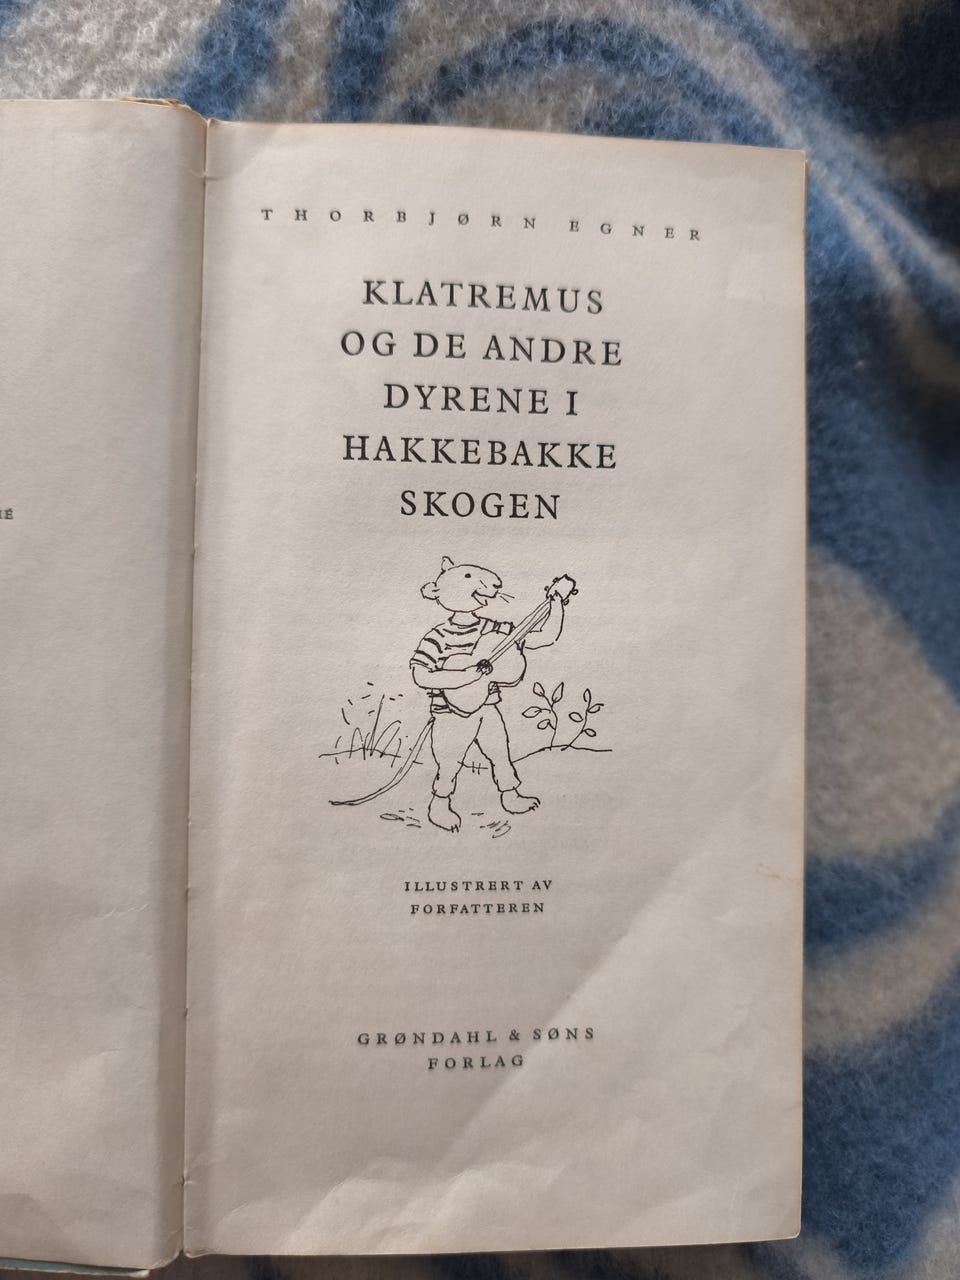 THORBJØRN EGNER
KLATREMUS
OG DE ANDRE
DYRENE I
HAKKEBAKKE
SKOGEN
ILLUSTRERT AV
FORFATTEREN
GRØNDAHL & SØNS
FORLAG